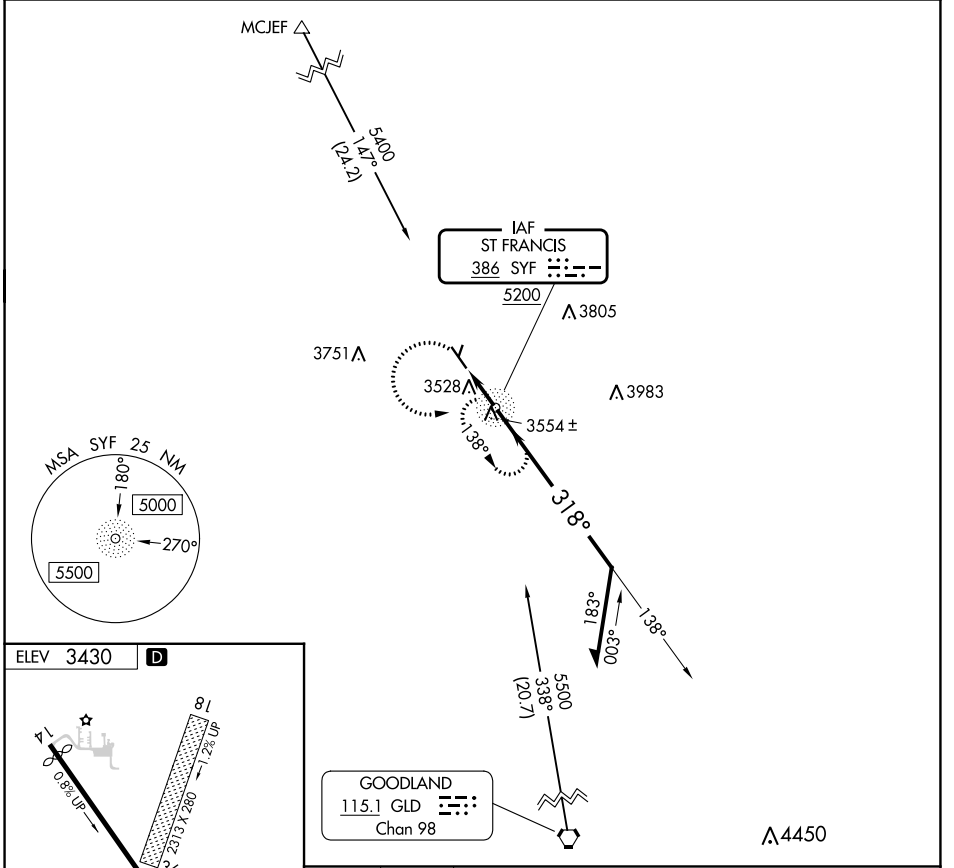 MCJEF
5400
147°
(24.2)
IAF
ST FRANCIS
386 SYF
5200
3805
3751
3528
3983
3554 ±
138°
318°
MSA SYF 25 NM
180°
5000
270°
5500
183°
003°
138°
ELEV 3430 D
5500
338°
(20.7)
14
18
0.8% UP
1.2% UP
2313 X 280
GOODLAND
115.1 GLD
Chan 98
4450